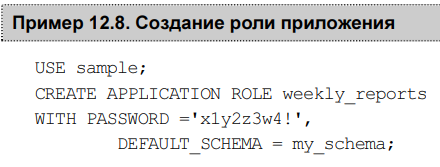 Пример 12.8. Создание роли приложения
USE sample;
CREATE APPLICATION ROLE weekly_reports
WITH PASSWORD ='x1y2z3w4!',
DEFAULT_SCHEMA = my_schema;